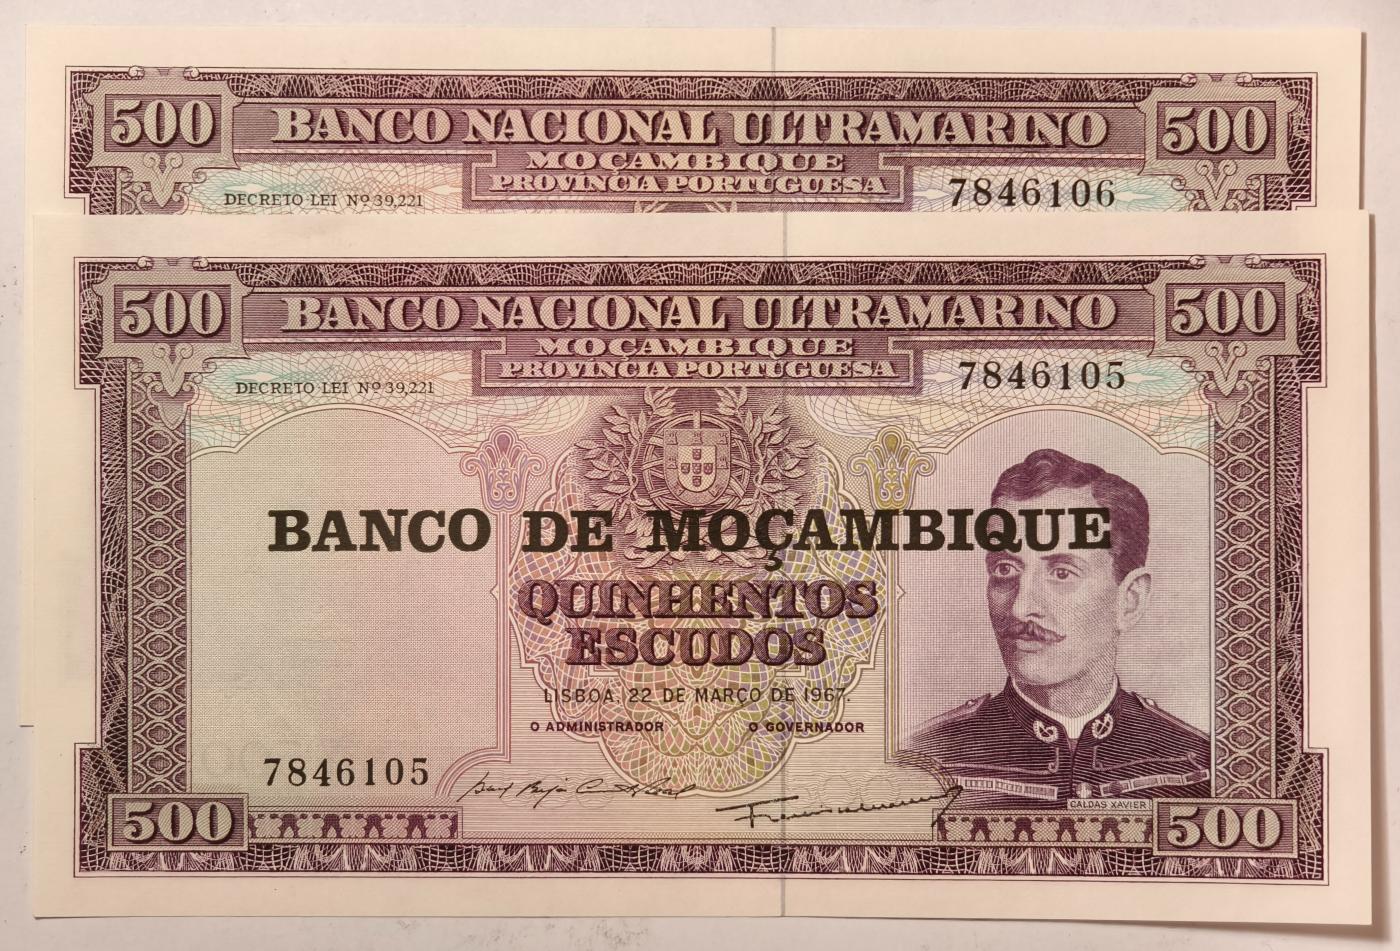 500 BANCO NACIONAL ULTRAMARINO 500
MOÇAMBIQUE
PROVÍNCIA PORTUGUESA
DECRETO-LEI Nº 39,221 7846106
500 BANCO NACIONAL ULTRAMARINO 500
MOÇAMBIQUE
PROVÍNCIA PORTUGUESA
DECRETO-LEI Nº 39,221 7846105
BANCO DE MOÇAMBIQUE
QUINHENTOS
ESCUDOS
LISBOA, 22 DE MARÇO DE 1967.
O ADMINISTRADOR O GOVERNADOR
7846105
CALDAS XAVIER
500 500